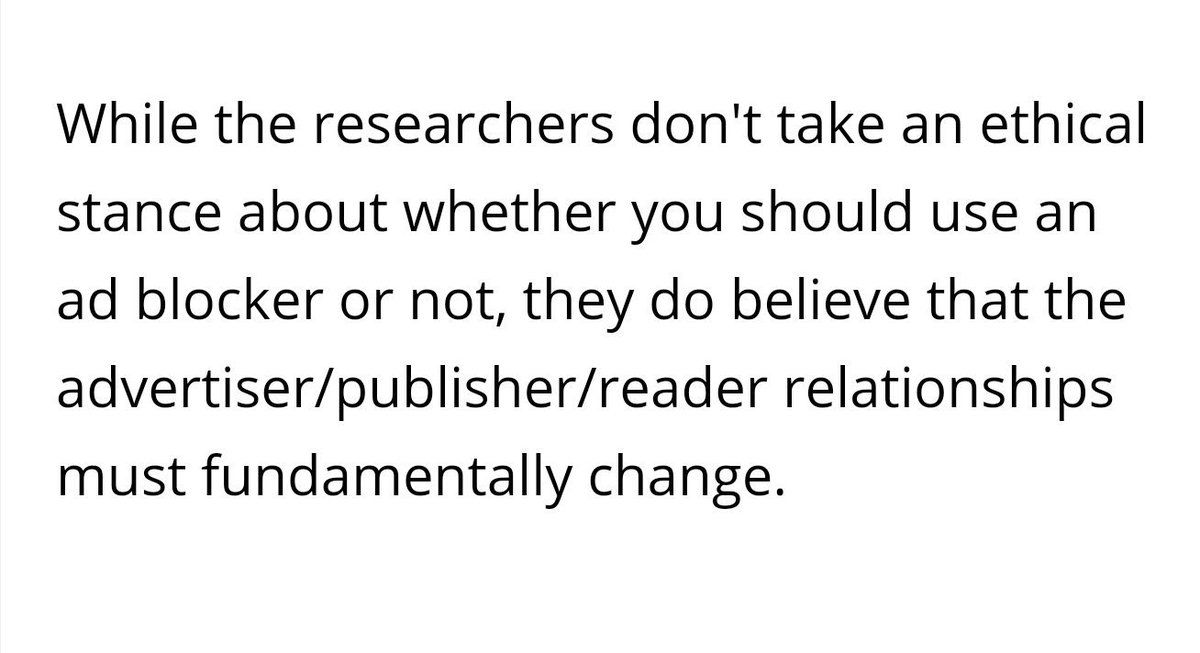 While the researchers don't take an ethical
stance about whether you should use an
ad blocker or not, they do believe that the
advertiser/publisher/reader relationships
must fundamentally change.